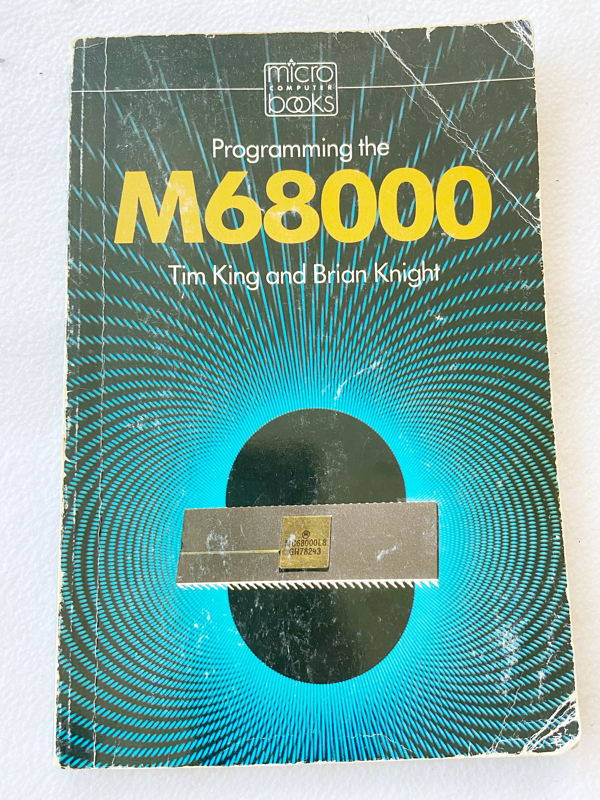 micro
COMPUTER
books
Programming the
M68000
Tim King and Brian Knight
MC68000L8
GH78243